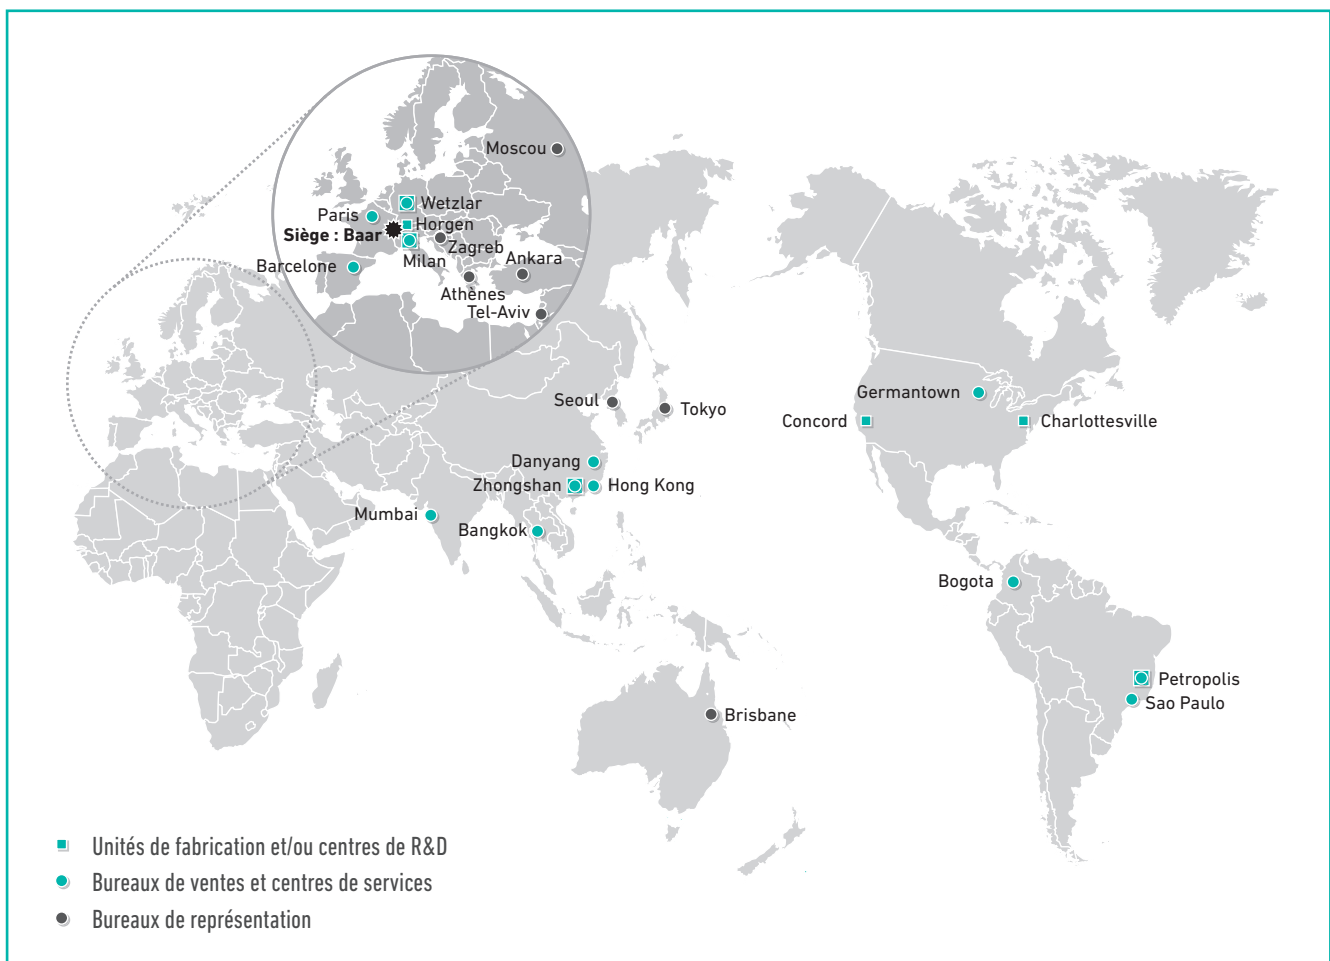 Moscou
Wetzlar
Paris
Horgen
Siège : Baar
Zagreb
Milan
Ankara
Barcelone
Athènes
Tel-Aviv
Germantown
Seoul
Tokyo
Concord
Charlottesville
Danyang
Zhongshan
Hong Kong
Mumbai
Bangkok
Bogota
Petropolis
Sao Paulo
Brisbane
Unités de fabrication et/ou centres de R&D
Bureaux de ventes et centres de services
Bureaux de représentation